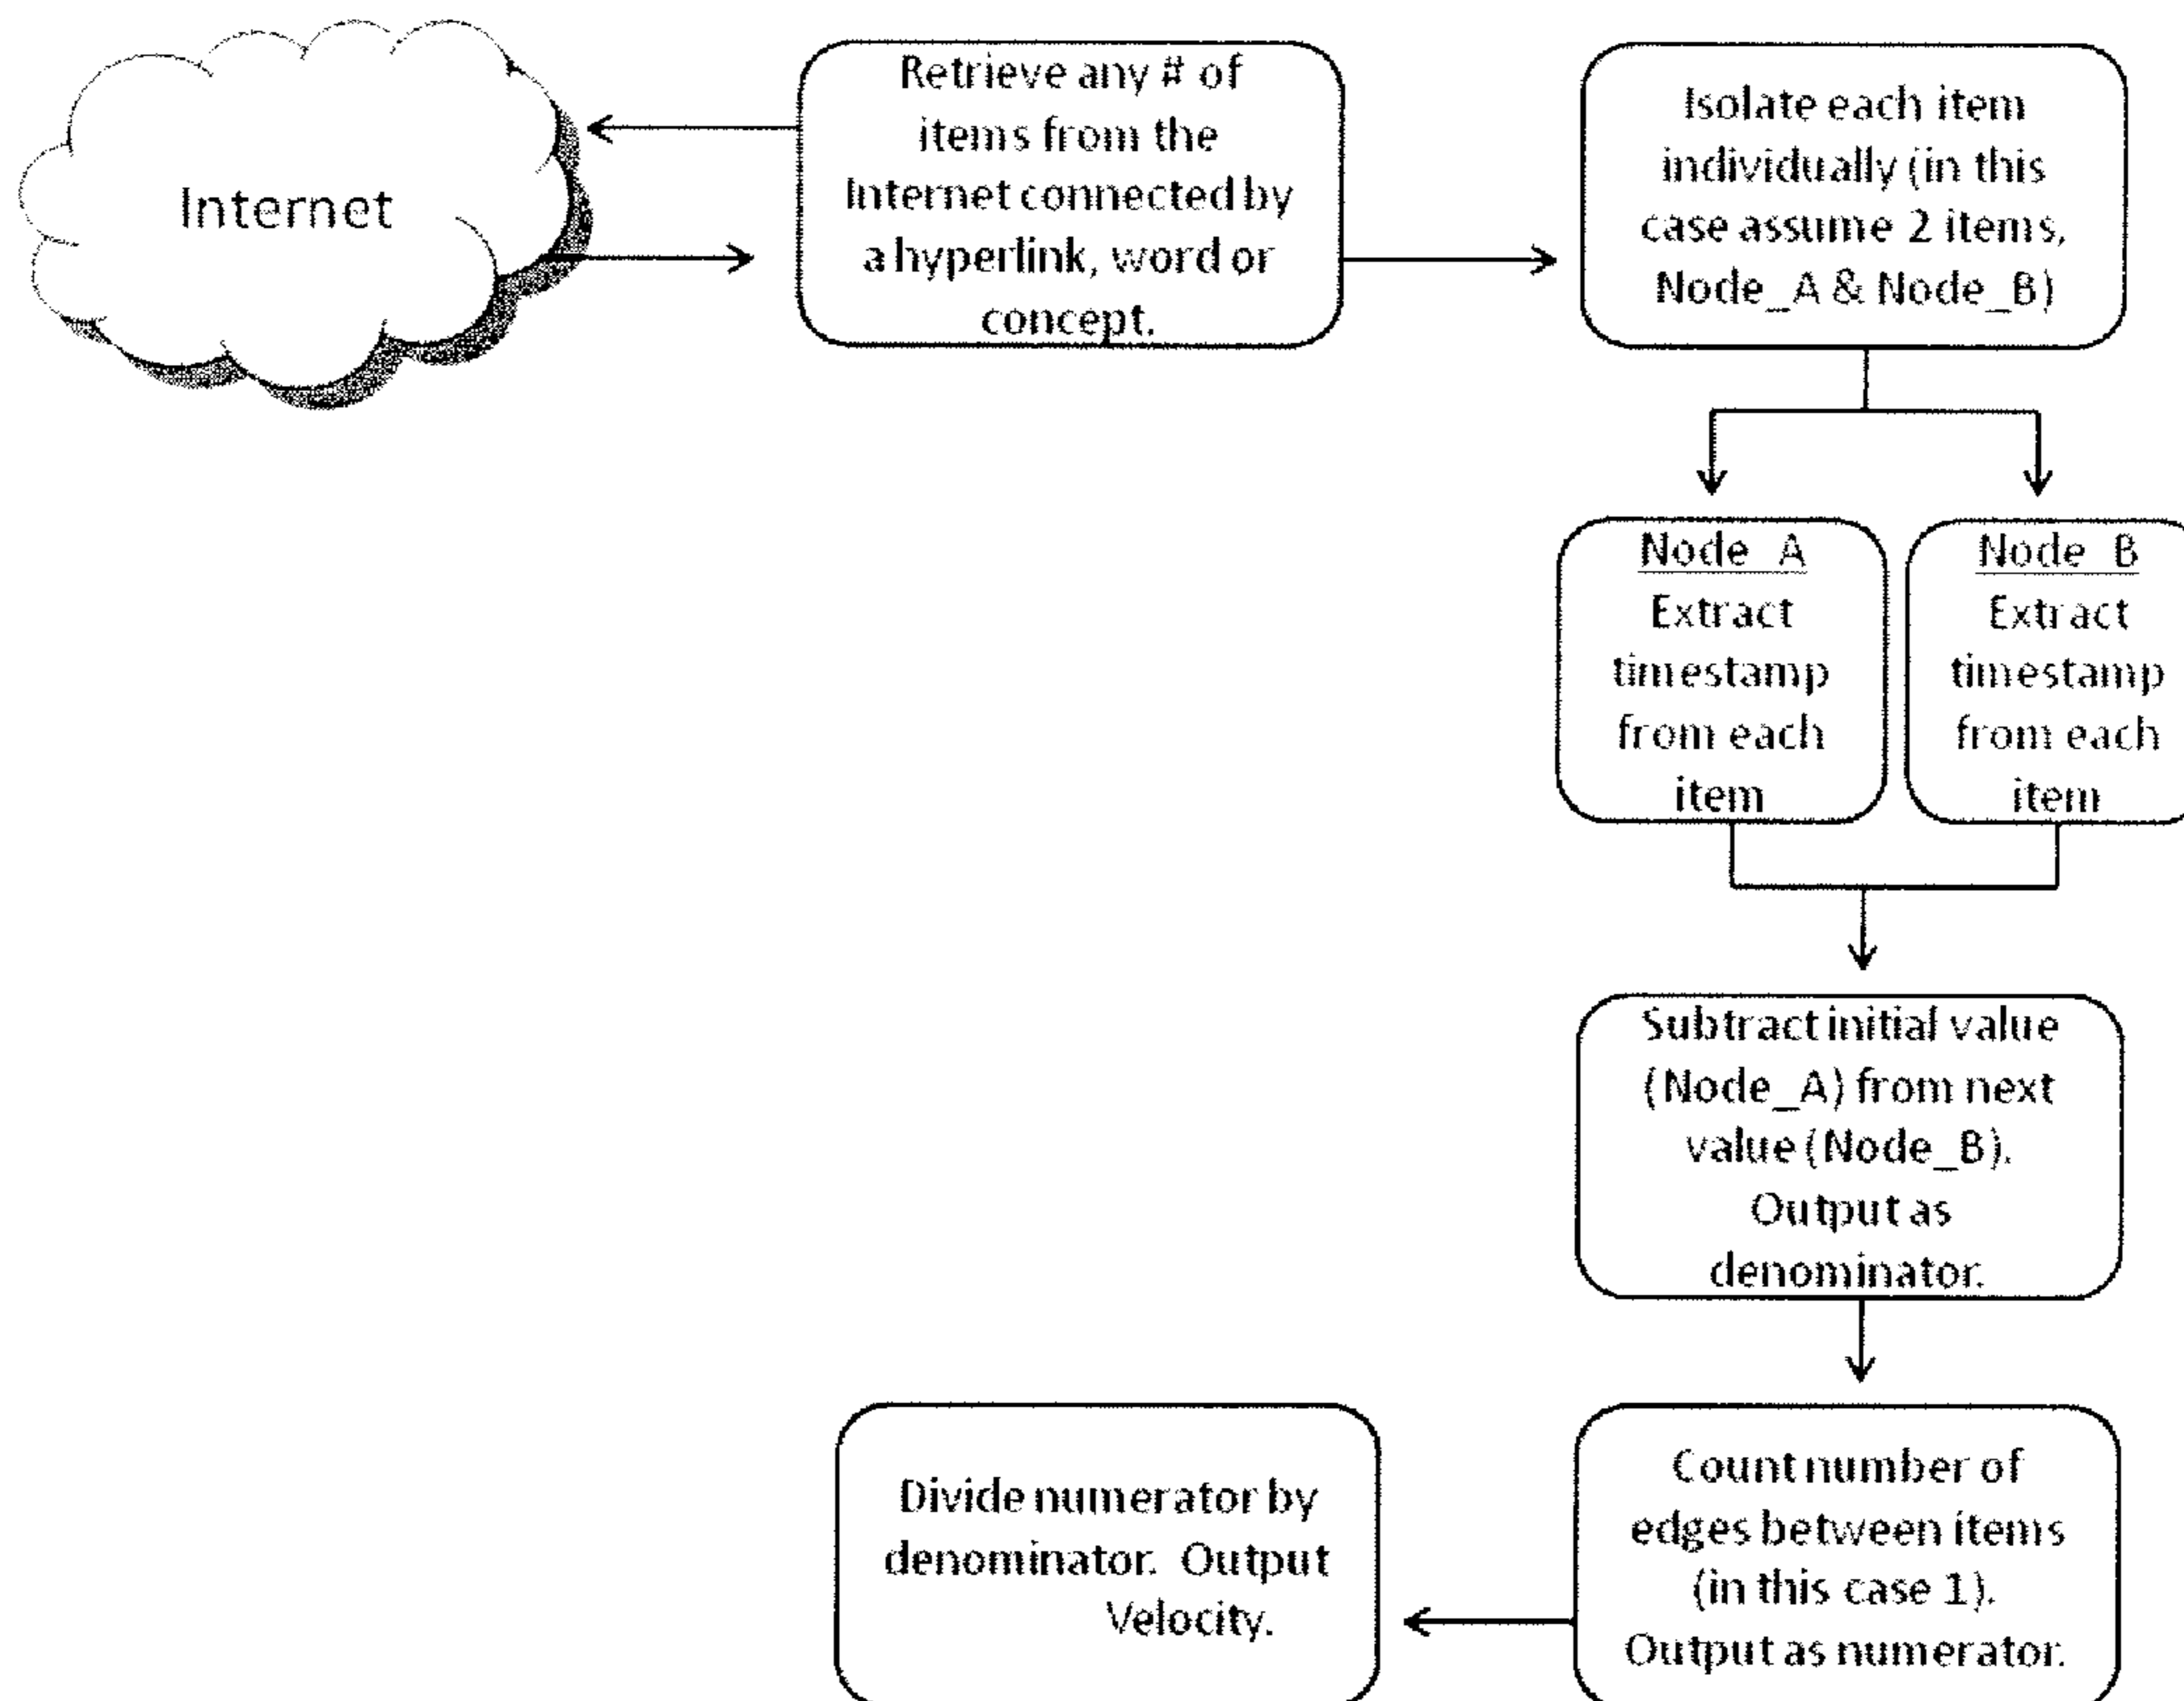 Internet
Retrieve any # of
items from the
Internet connected by
a hyperlink, word or
concept.
Isolate each item
individually (in this
case assume 2 items,
Node_A & Node_B)
Node_A
Extract
timestamp
from each
item
Node_B
Extract
timestamp
from each
item
Subtract initial value
(Node_A) from next
value (Node_B).
Output as
denominator.
Count number of
edges between items
(in this case 1).
Output as numerator.
Divide numerator by
denominator. Output
Velocity.